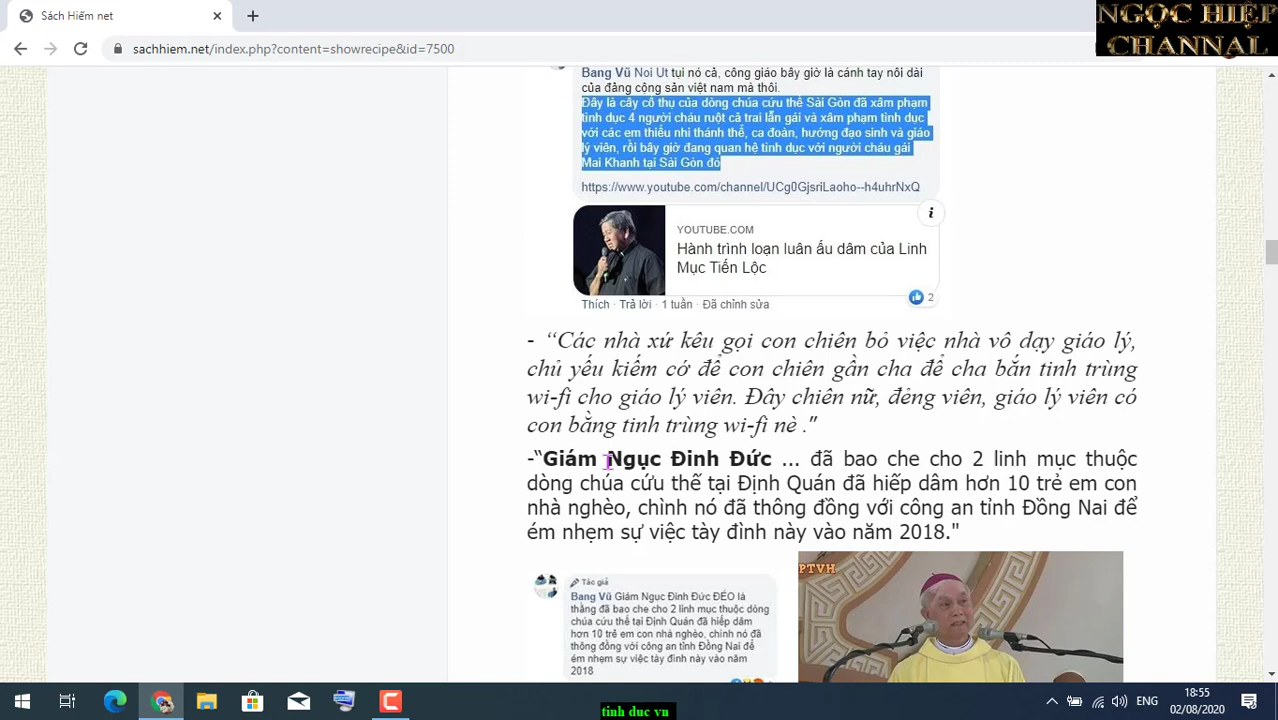 Sách Hiếm net
NGỌC HIỆP
CHANNAL
sachhiem.net/index.php?content=showrecipe&id=7500
Bang Vũ Noi Ut tụi nó cả, công giáo bây giờ là cánh tay nối dài
của đảng cộng sản việt nam mà thôi.
Đây là cây cổ thụ của dòng chúa cứu thế Sài Gòn đã xâm phạm
tình dục 4 người cháu ruột cả trai lẫn gái và xâm phạm tình dục
với các em thiếu nhi thánh thể, ca đoàn, hướng đạo sinh và giáo
lý viên, rồi bây giờ đang quan hệ tình dục với người cháu gái
Mai Khanh tại Sài Gòn đó
https://www.youtube.com/channel/UCg0GjsriLaoho--h4uhrNxQ
YOUTUBE.COM
Hành trình loạn luân ấu dâm của Linh
Mục Tiến Lộc
Thích · Trả lời · 1 tuần · Đã chỉnh sửa
2
- “Các nhà xứ kêu gọi con chiên bỏ việc nhà vô dạy giáo lý,
chủ yếu kiếm cớ để con chiên gần cha để cha bắn tinh trùng
wi-fi cho giáo lý viên. Đây chiên nữ, đẻng viên, giáo lý viên có
con bằng tinh trùng wi-fi nè ."
-“Giám Ngục Đinh Đức ... đã bao che cho 2 linh mục thuộc
dòng chúa cứu thế tại Định Quán đã hiếp dâm hơn 10 trẻ em con
nhà nghèo, chình nó đã thông đồng với công an tỉnh Đồng Nai để
ém nhẹm sự việc tày đình này vào năm 2018."
Tác giả
Bang Vũ Giám Ngục Đinh Đức ĐẺO là
thằng đã bao che cho 2 linh mục thuộc dòng
chúa cứu thế tại Định Quán đã hiếp dâm
hơn 10 trẻ em con nhà nghèo, chính nó đã
thông đồng với công an tỉnh Đồng Nai để
ém nhẹm sự việc tày đình này vào năm
2018
PTVH
ENG
18:55
02/08/2020
tinh duc vn